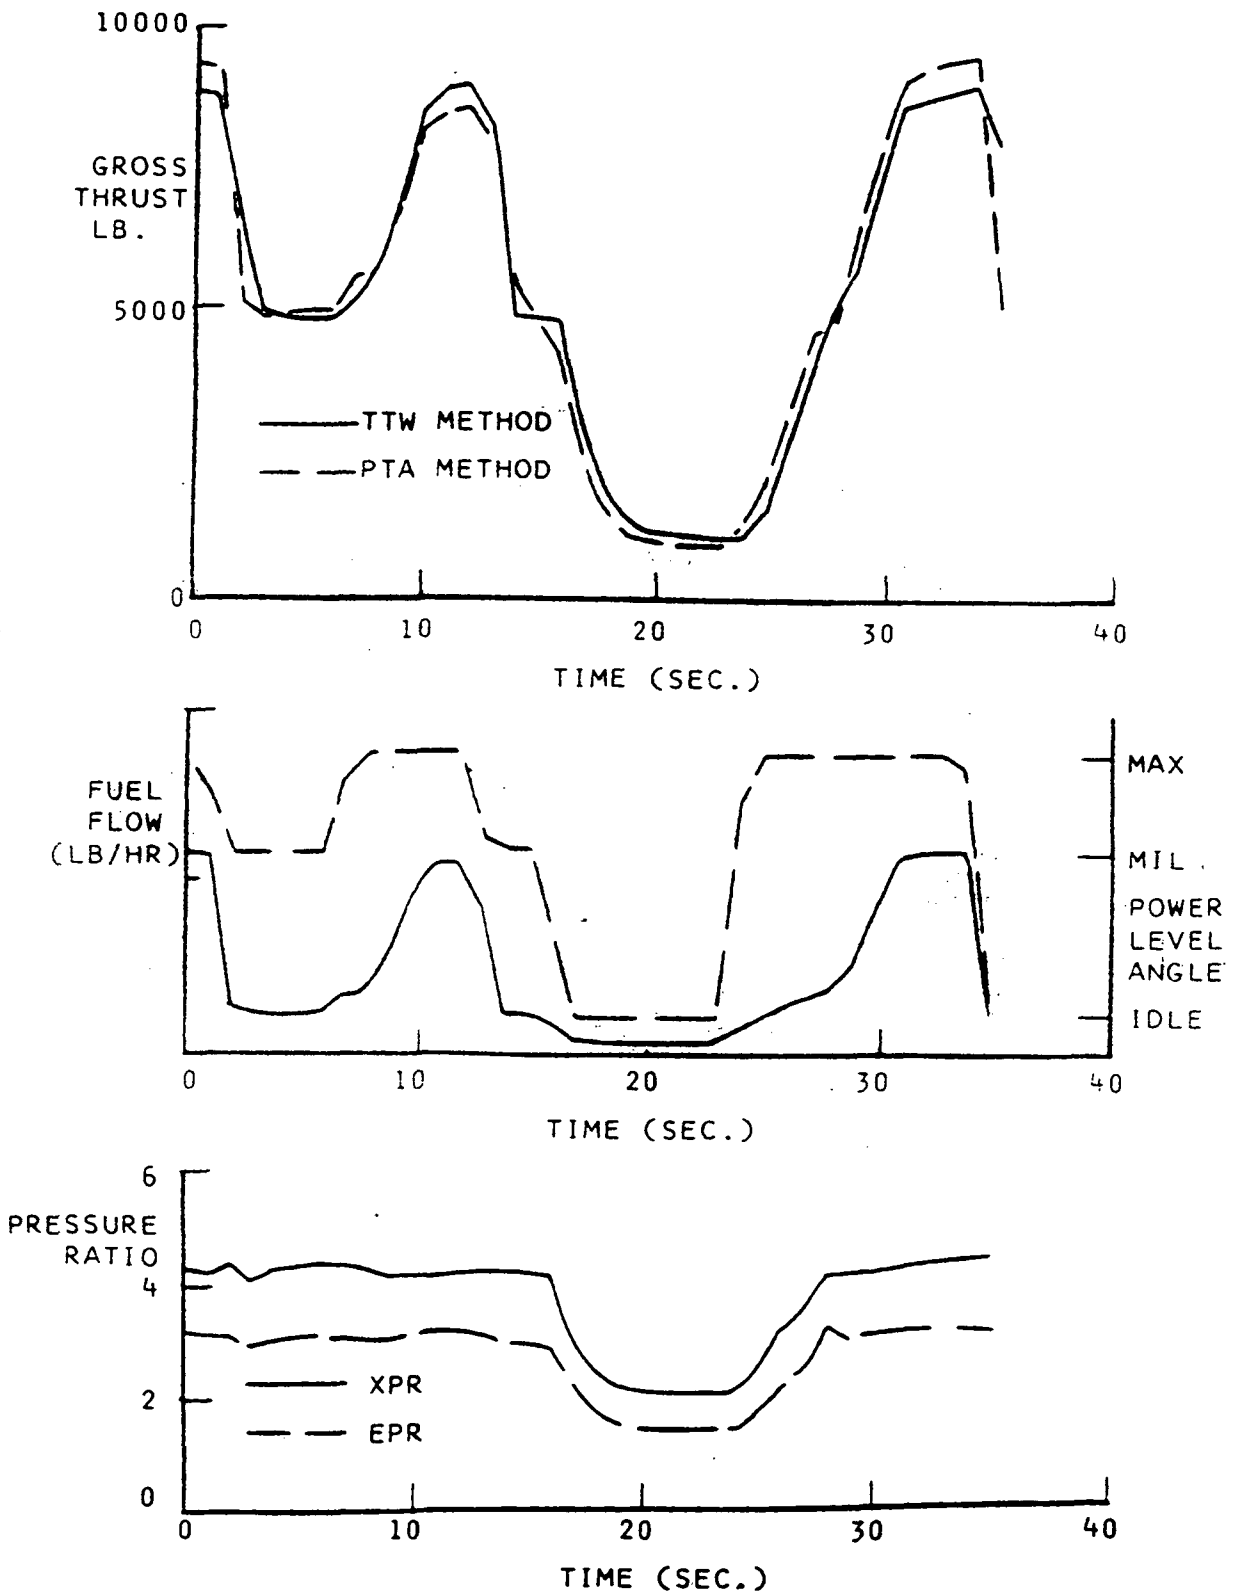 10000
GROSS
THRUST
LB.
5000
TTW METHOD
PTA METHOD
0
0 10 20 30 40
TIME (SEC.)
FUEL
FLOW
(LB/HR)
MAX
MIL.
POWER
LEVEL
ANGLE
IDLE
0 10 20 30 40
TIME (SEC.)
6
PRESSURE
RATIO
4
XPR
2
EPR
0
0 10 20 30 40
TIME (SEC.)